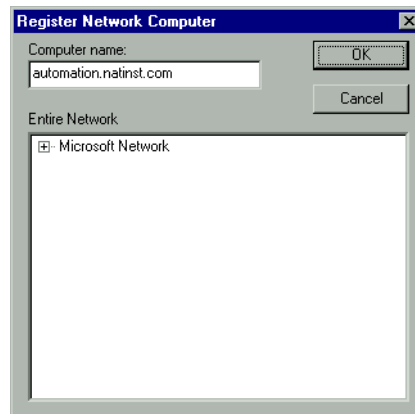 Register Network Computer
Computer name:
automation.natinst.com
OK
Cancel
Entire Network
Microsoft Network